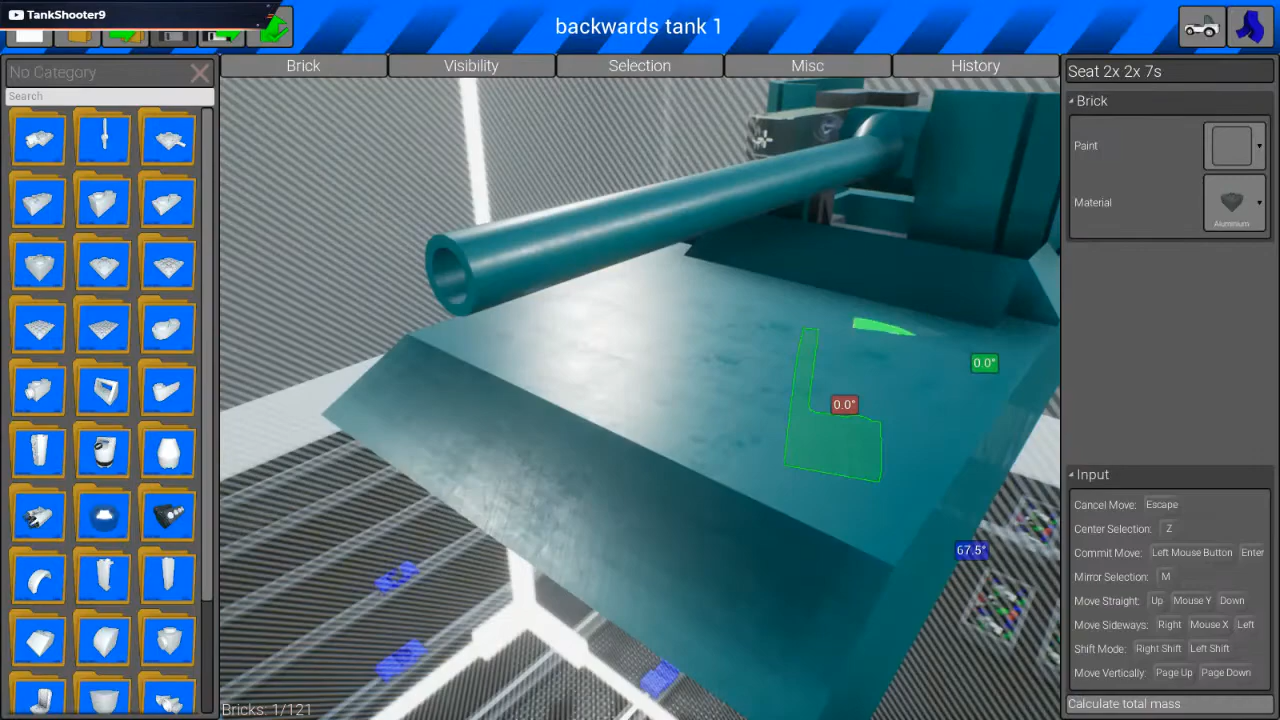 TankShooter9
backwards tank 1
No Category
Search
Brick
Visibility
Selection
Misc
History
Seat 2x 2x 7s
Brick
Paint
Material
Aluminium
0.0°
0.0°
67.5°
Input
Cancel Move: Escape
Center Selection: Z
Commit Move: Left Mouse Button Enter
Mirror Selection: M
Move Straight: Up Mouse Y Down
Move Sideways: Right Mouse X Left
Shift Mode: Right Shift Left Shift
Move Vertically: Page Up Page Down
Calculate total mass
Bricks: 1/121